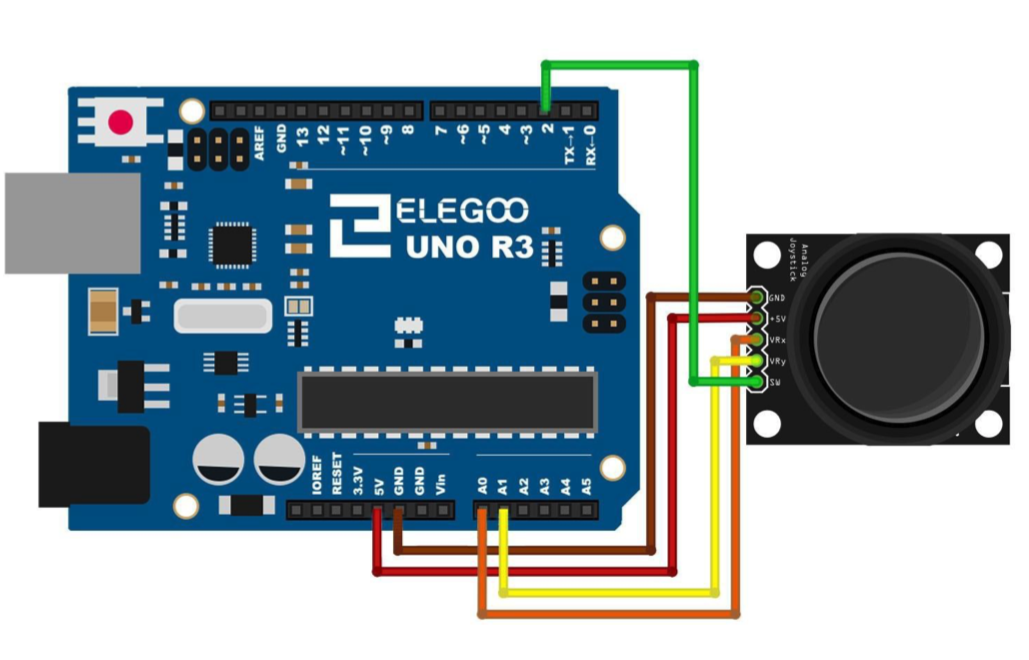 AREF
GND
13
12
~11
~10
~9
8
7
~6
~5
4
~3
2
TX→1
RX←0
ELEGOO
UNO R3
Analog
Joystick
GND
+5V
VRx
VRy
SW
IOREF
RESET
3.3V
5V
GND
GND
Vin
A0
A1
A2
A3
A4
A5